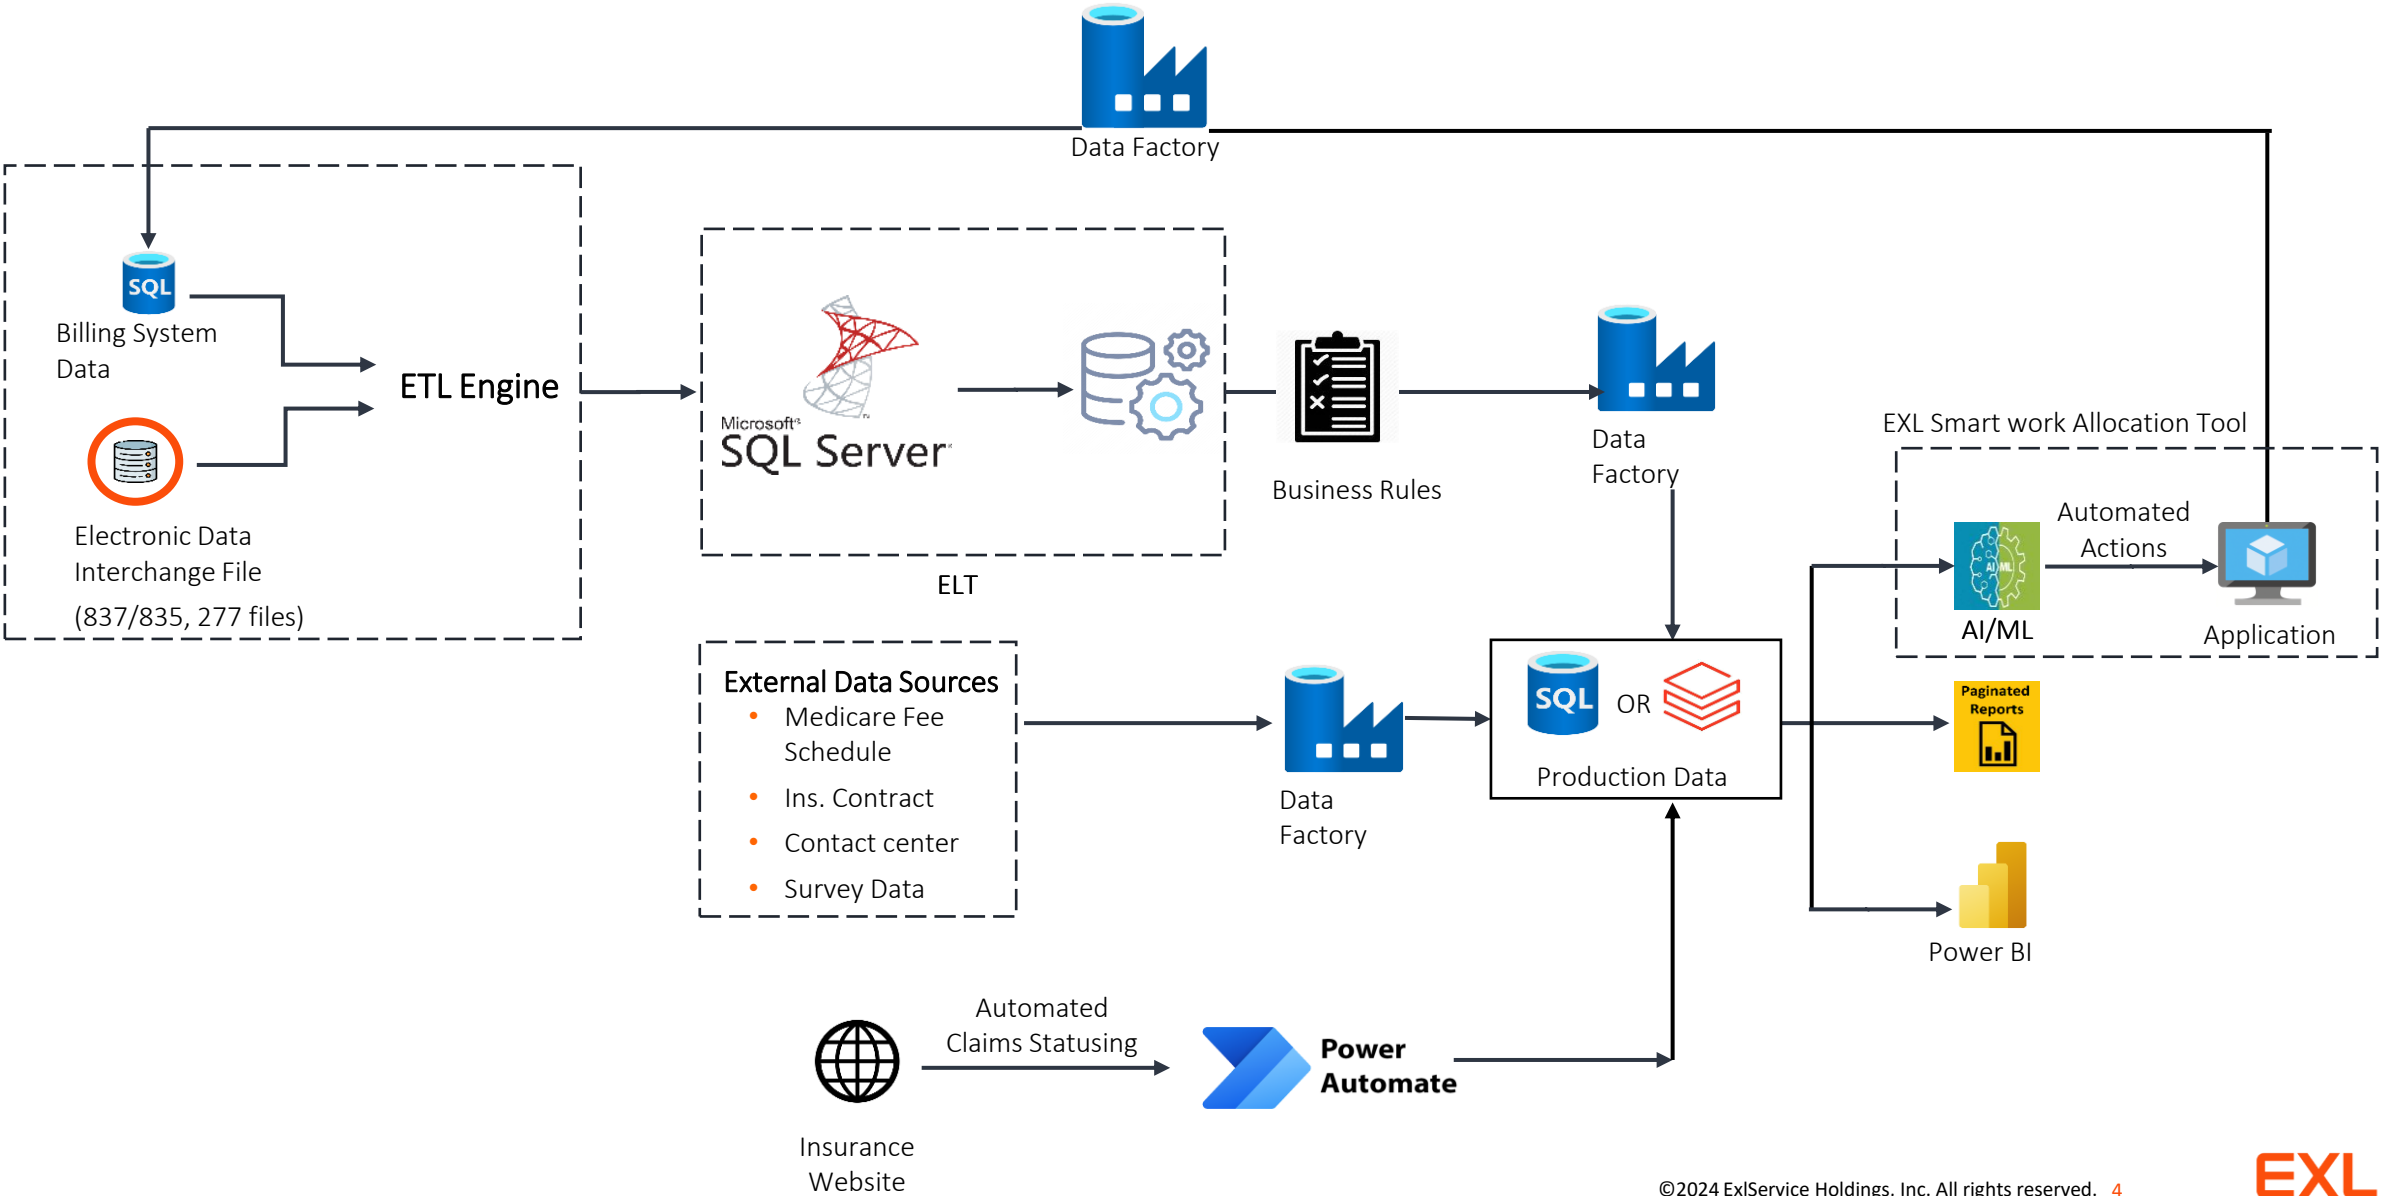 Data Factory
SQL
Billing System
Data
ETL Engine
Electronic Data
Interchange File
(837/835, 277 files)
Microsoft®
SQL Server
ELT
Business Rules
Data
Factory
EXL Smart work Allocation Tool
AI ML
AI/ML
Automated
Actions
Application
External Data Sources
• Medicare Fee
Schedule
• Ins. Contract
• Contact center
• Survey Data
Data
Factory
SQL
OR
Production Data
Paginated
Reports
Power BI
Insurance
Website
Automated
Claims Statusing
Power
Automate
©2024 ExlService Holdings, Inc. All rights reserved. 4
EXL